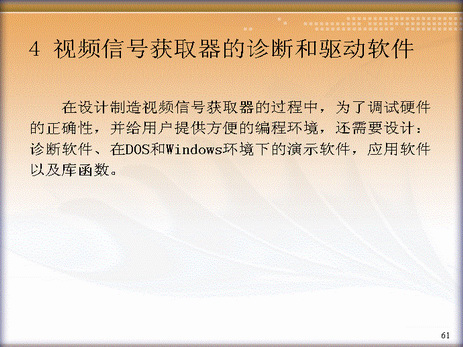 4 视频信号获取器的诊断和驱动软件
在设计制造视频信号获取器的过程中，为了调试硬件
的正确性，并给用户提供方便的编程环境，还需要设计：
诊断软件、在DOS和Windows环境下的演示软件，应用软件
以及库函数。
61